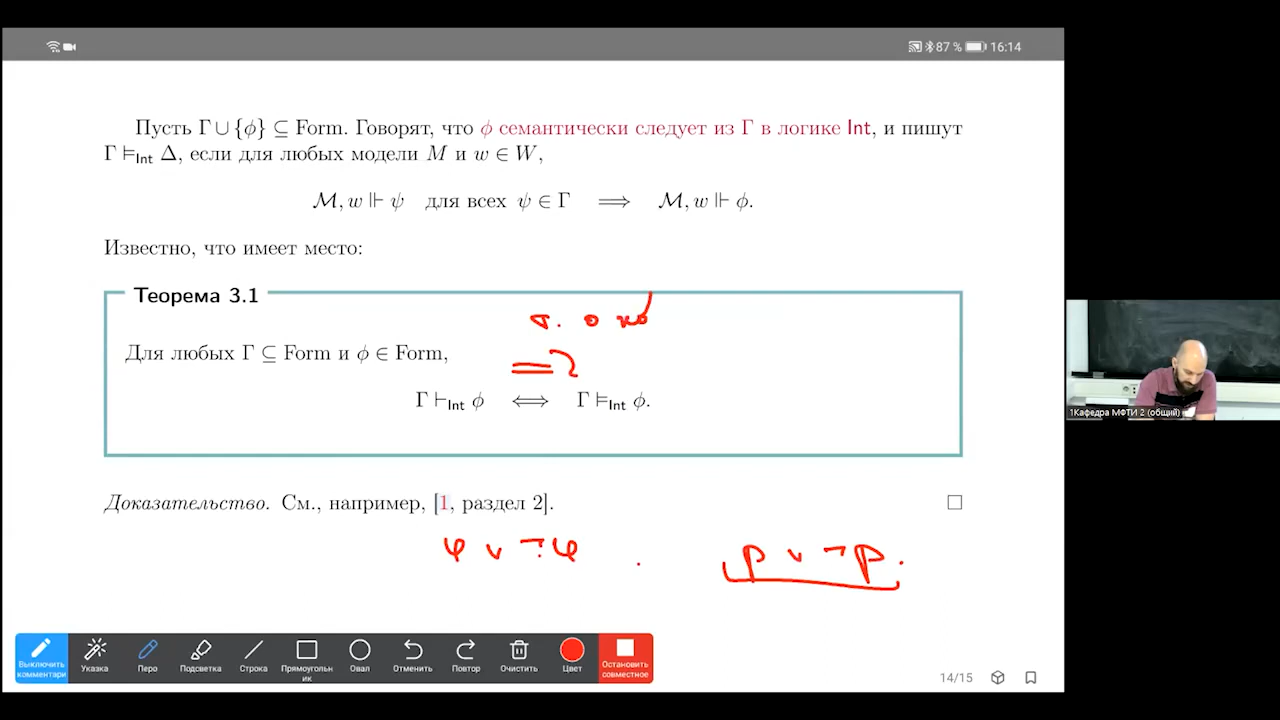 87 % 16:14
Пусть Γ ∪ {ϕ} ⊆ Form. Говорят, что ϕ семантически следует из Γ в логике Int, и пишут
Γ ⊨Int Δ, если для любых модели M и w ∈ W,
ℳ, w ⊩ ψ для всех ψ ∈ Γ ⟹ ℳ, w ⊩ ϕ.
Известно, что имеет место:
Теорема 3.1
т. о ко
Для любых Γ ⊆ Form и ϕ ∈ Form,
⇒
Γ ⊢Int ϕ ⟺ Γ ⊨Int ϕ.
Доказательство. См., например, [1, раздел 2]. □
φ ∨ ¬φ . p ∨ ¬p.
Выключить комментари
Указка
Перо
Подсветка
Строка
Прямоугольник
Овал
Отменить
Повтор
Очистить
Цвет
Остановить совместное
14/15
1Кафедра МФТИ 2 (общий)